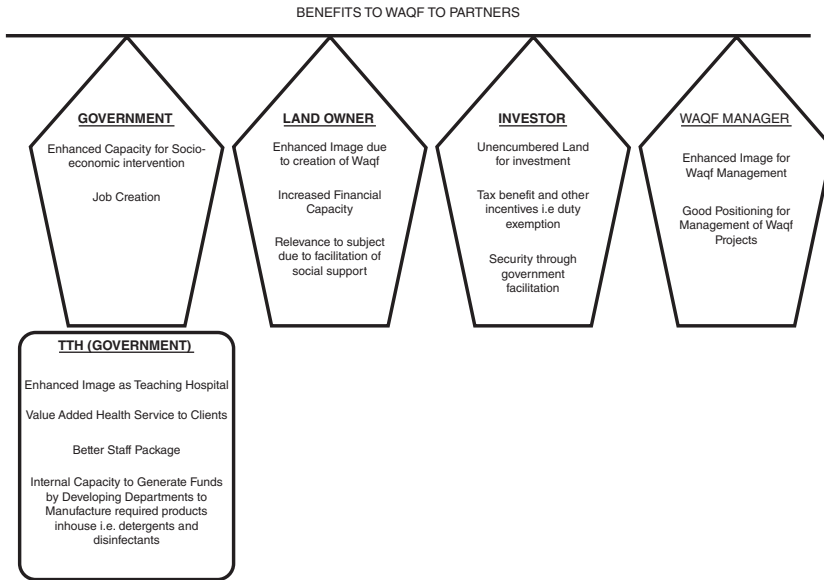 BENEFITS TO WAQF TO PARTNERS
GOVERNMENT
Enhanced Capacity for Socio-
economic intervention
Job Creation
LAND OWNER
Enhanced Image due
to creation of Waqf
Increased Financial
Capacity
Relevance to subject
due to facilitation of
social support
INVESTOR
Unencumbered Land
for investment
Tax benefit and other
incentives i.e duty
exemption
Security through
government
facilitation
WAQF MANAGER
Enhanced Image for
Waqf Management
Good Positioning for
Management of Waqf
Projects
TTH (GOVERNMENT)
Enhanced Image as Teaching Hospital
Value Added Health Service to Clients
Better Staff Package
Internal Capacity to Generate Funds
by Developing Departments to
Manufacture required products
inhouse i.e. detergents and
disinfectants